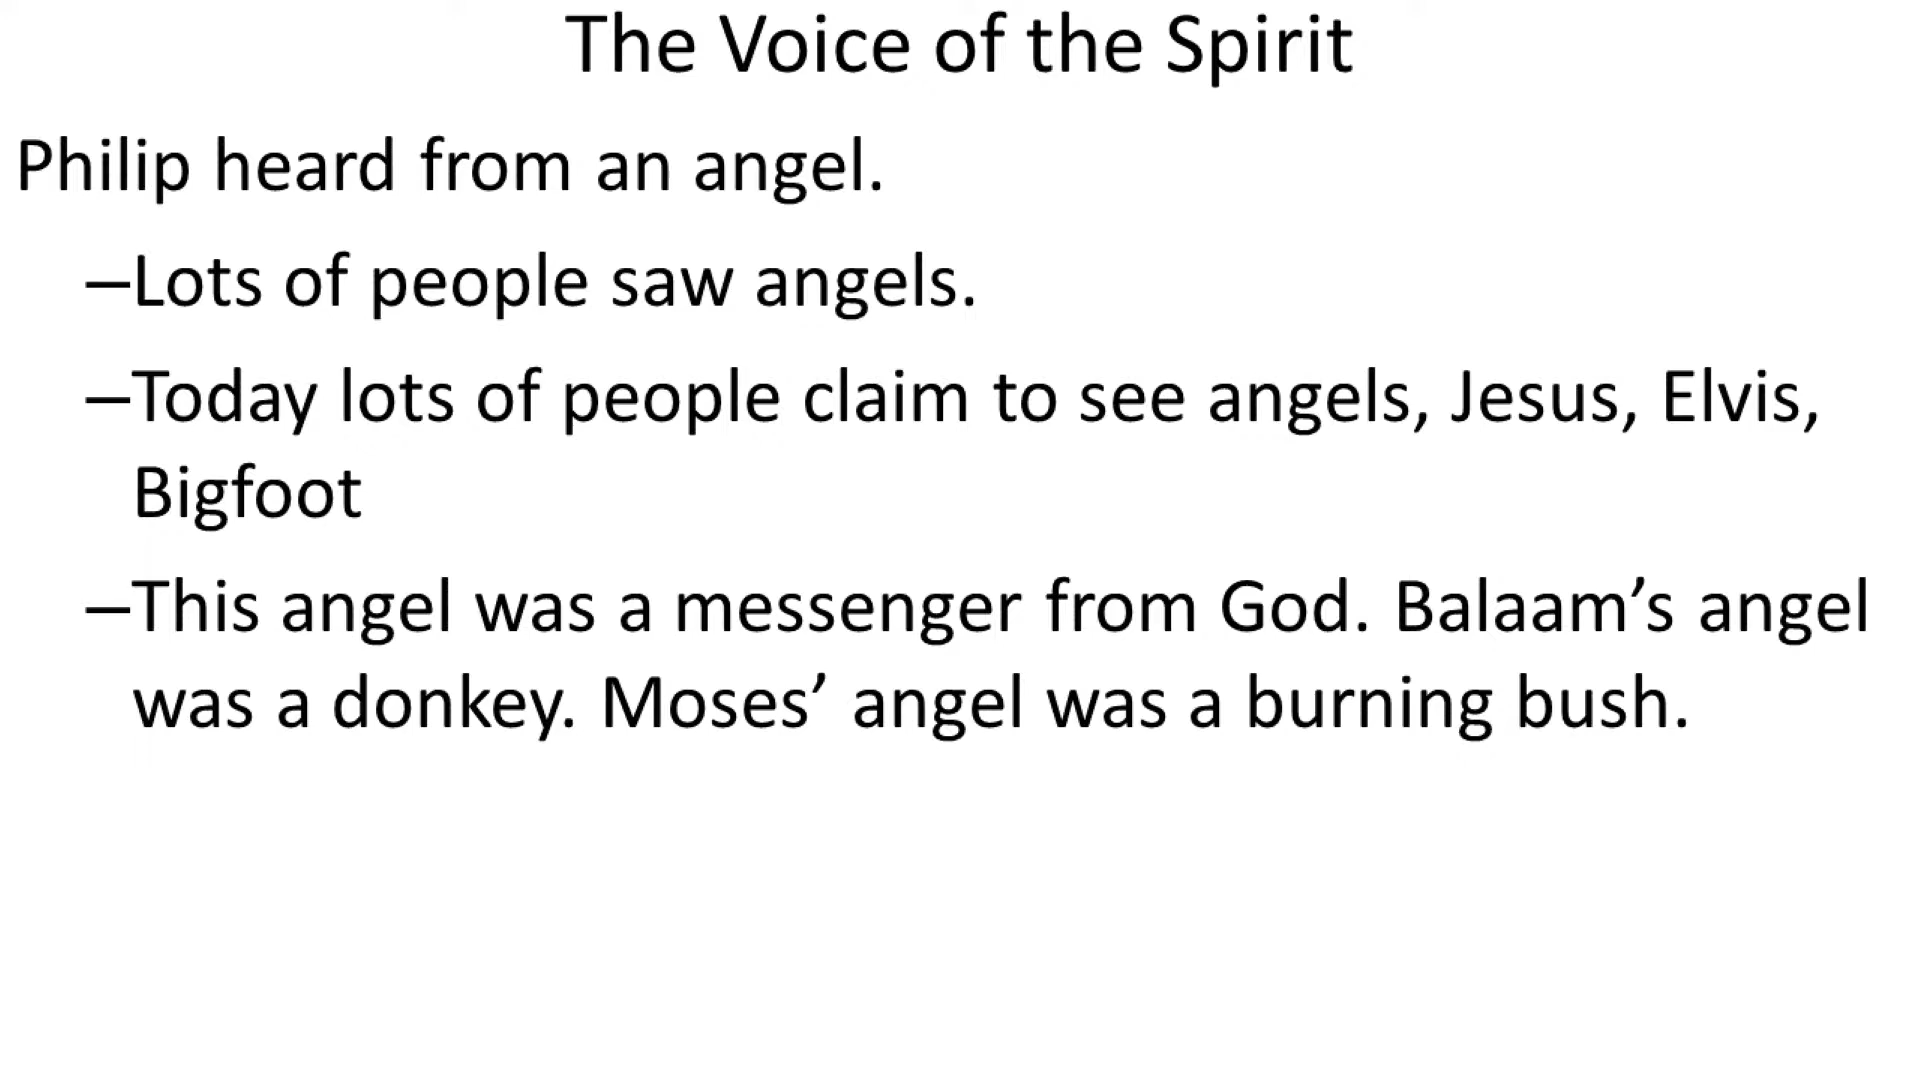 The Voice of the Spirit
Philip heard from an angel.
–Lots of people saw angels.
–Today lots of people claim to see angels, Jesus, Elvis,
Bigfoot
–This angel was a messenger from God. Balaam’s angel
was a donkey. Moses’ angel was a burning bush.